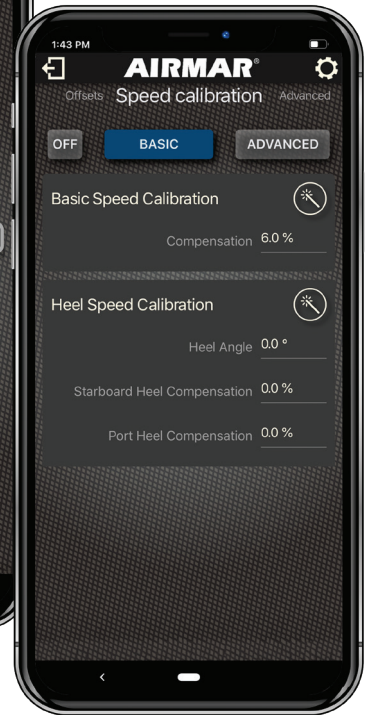 1:43 PM
AIRMAR®
Offsets Speed calibration Advanced
OFF BASIC ADVANCED
Basic Speed Calibration
Compensation 6.0 %
Heel Speed Calibration
Heel Angle 0.0 °
Starboard Heel Compensation 0.0 %
Port Heel Compensation 0.0 %